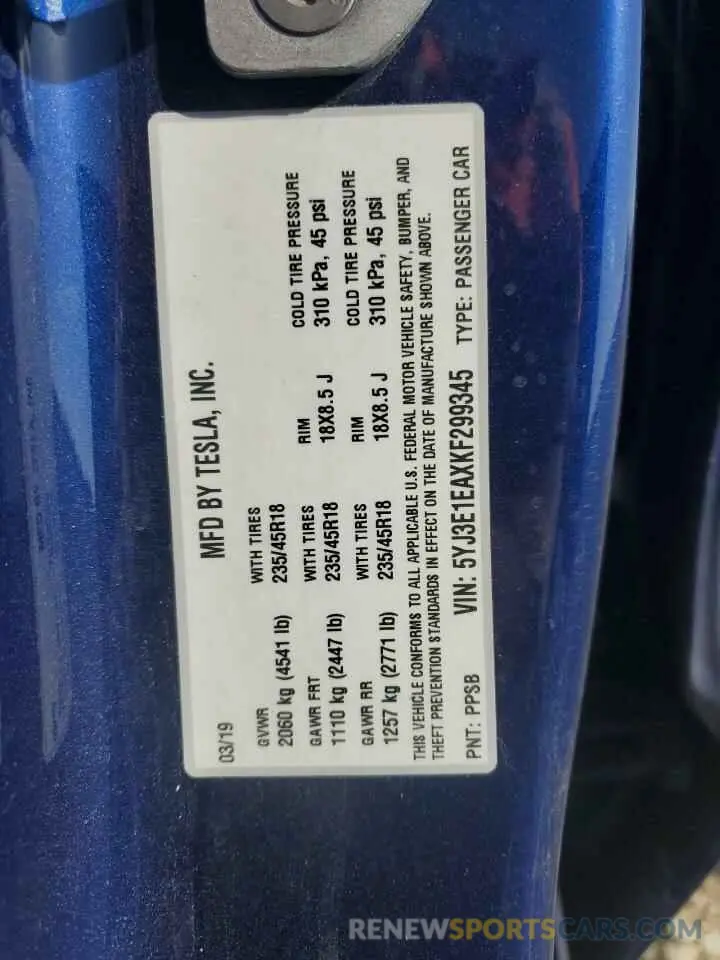 03/19 MFD BY TESLA, INC.
GVWR WITH TIRES
2060 kg (4541 lb) 235/45R18
GAWR FRT WITH TIRES RIM COLD TIRE PRESSURE
1110 kg (2447 lb) 235/45R18 18X8.5 J 310 kPa, 45 psi
GAWR RR WITH TIRES RIM COLD TIRE PRESSURE
1257 kg (2771 lb) 235/45R18 18X8.5 J 310 kPa, 45 psi
THIS VEHICLE CONFORMS TO ALL APPLICABLE U.S. FEDERAL MOTOR VEHICLE SAFETY, BUMPER, AND
THEFT PREVENTION STANDARDS IN EFFECT ON THE DATE OF MANUFACTURE SHOWN ABOVE.
PNT: PPSB VIN: 5YJ3E1EAXKF299345 TYPE: PASSENGER CAR
RENEWSPORTSCARS.COM